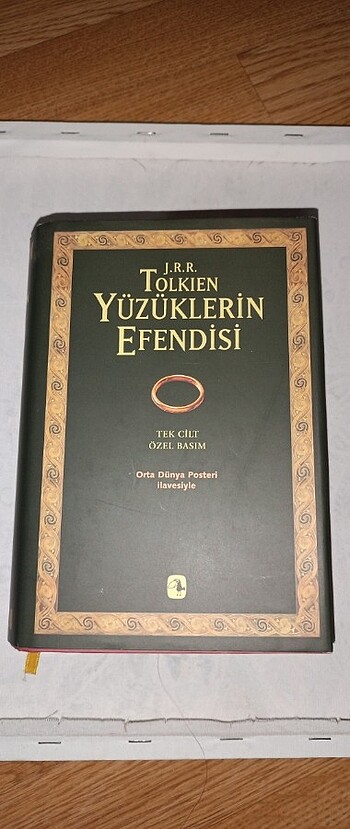 J.R.R.
TOLKIEN
YÜZÜKLERİN
EFENDİSİ
TEK CİLT
ÖZEL BASIM
Orta Dünya Posteri
ilavesiyle